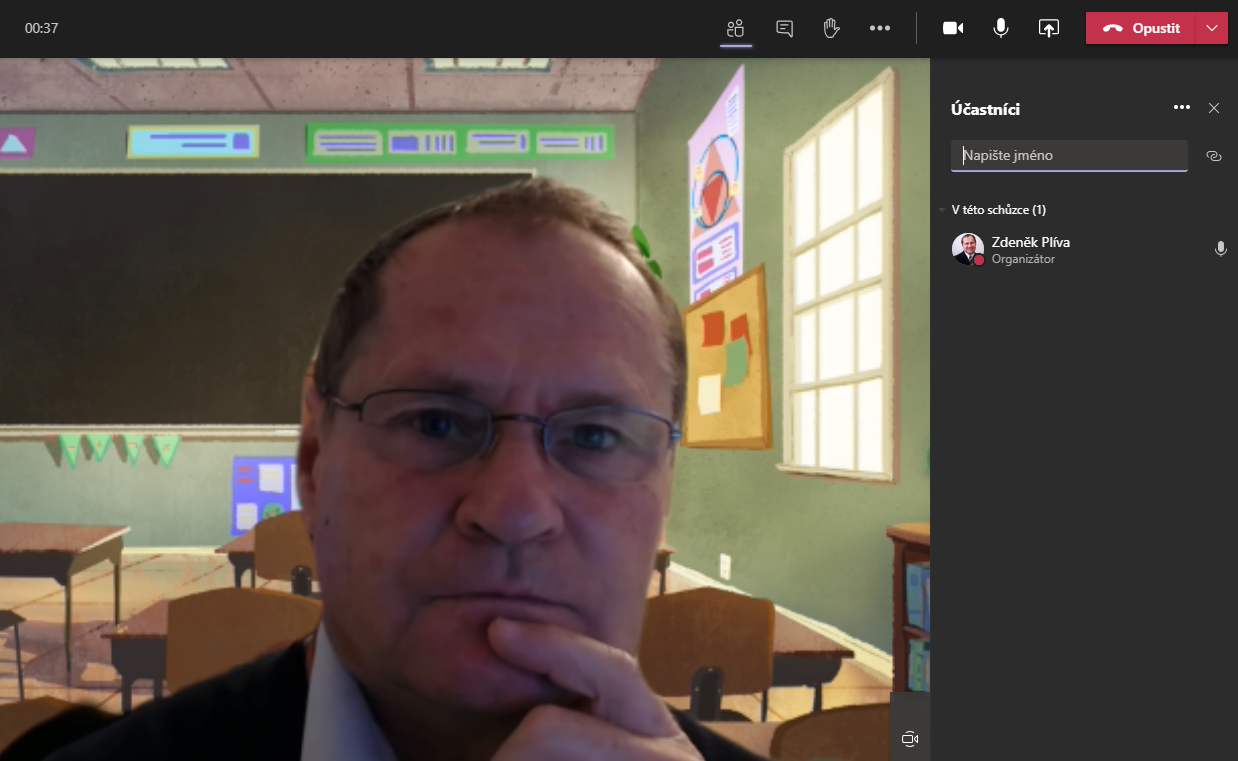 00:37
Opustit
Účastníci
Napište jméno
V této schůzce (1)
Zdeněk Plíva
Organizátor